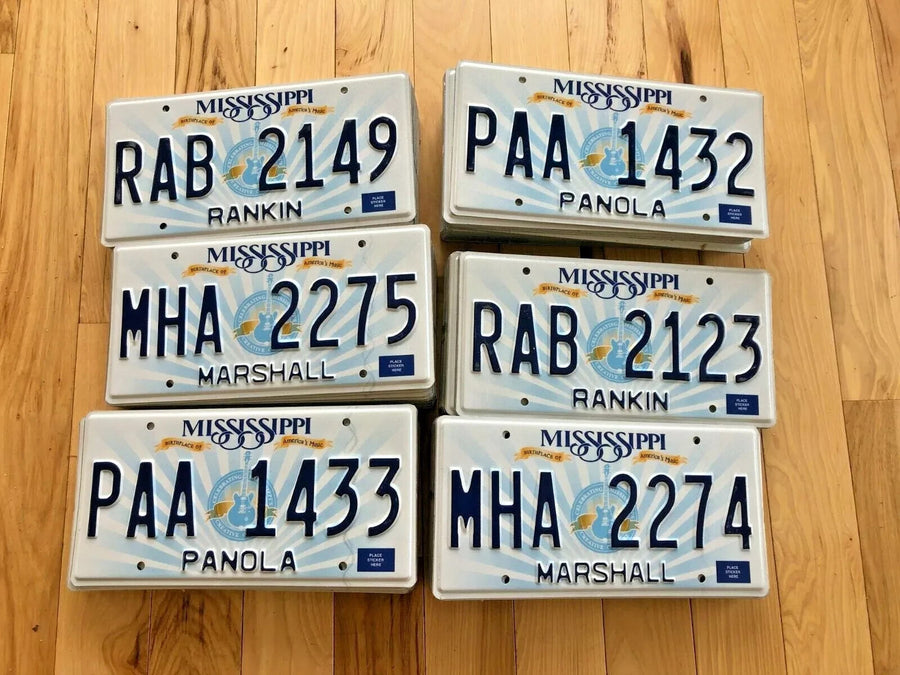 MISSISSIPPI
BIRTHPLACE OF America's Music
RAB 2149
RANKIN
PLACE
STICKER
HERE
MISSISSIPPI
BIRTHPLACE OF America's Music
PAA 1432
PANOLA
PLACE
STICKER
HERE
MISSISSIPPI
BIRTHPLACE OF America's Music
MHA 2275
MARSHALL
PLACE
STICKER
HERE
MISSISSIPPI
BIRTHPLACE OF America's Music
RAB 2123
RANKIN
PLACE
STICKER
HERE
MISSISSIPPI
BIRTHPLACE OF America's Music
PAA 1433
PANOLA
PLACE
STICKER
HERE
MISSISSIPPI
BIRTHPLACE OF America's Music
MHA 2274
MARSHALL
PLACE
STICKER
HERE